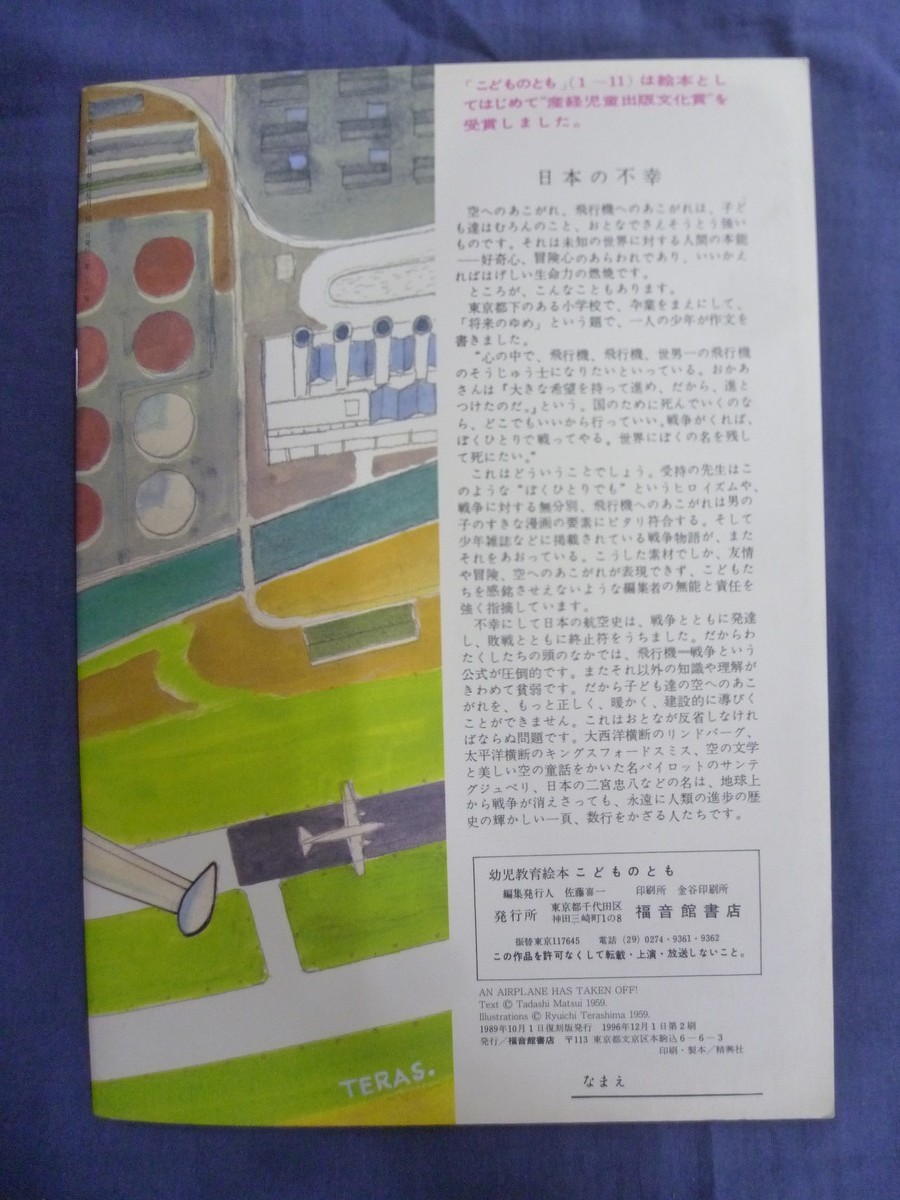 「こどものとも」(1—11)は絵本とし
てはじめて"産経児童出版文化賞"を
受賞しました。
日本の不幸
空へのあこがれ、飛行機へのあこがれは、子ど
も達はむろんのこと、おとなでさえそうとう強い
ものです。それは未知の世界に対する人間の本能
——好奇心、冒険心のあらわれであり、いいかえ
ればはげしい生命力の燃焼です。
ところが、こんなこともあります。
東京都下のある小学校で、卒業をまえにして、
「将来のゆめ」という題で、一人の少年が作文を
書きました。
"心の中で、飛行機、飛行機、世男一の飛行機
のそうじゅう士になりたいといっている。おかあ
さんは『大きな希望を持って進め、だから、進と
つけたのだ。』という。国のために死んでいくのな
ら、どこでもいいから行っていい。戦争がくれば、
ぼくひとりで戦ってやる。世界にぼくの名を残し
て死にたい。"
これはどういうことでしょう。受持の先生はこ
のような"ぼくひとりでも"というヒロイズムや、
戦争に対する無分別、飛行機へのあこがれは男の
子のすきな漫画の要素にピタリ符合する。そして
少年雑誌などに掲載されている戦争物語が、また
それをあおっている。こうした素材でしか、友情
や冒険、空へのあこがれが表現できず、こどもた
ちを感銘させえないような編集者の無能と責任を
強く指摘しています。
不幸にして日本の航空史は、戦争とともに発達
し、敗戦とともに終止符をうちました。だからわ
たくしたちの頭のなかでは、飛行機=戦争という
公式が圧倒的です。またそれ以外の知識や理解が
きわめて貧弱です。だから子ども達の空へのあこ
がれを、もっと正しく、暖かく、建設的に導びく
ことができません。これはおとなが反省しなけれ
ばならぬ問題です。大西洋横断のリンドバーグ、
太平洋横断のキングスフォードスミス、空の文学
と美しい空の童話をかいた名パイロットのサンテ
グジュペリ、日本の二宮忠八などの名は、地球上
から戦争が消えさっても、永遠に人類の進歩の歴
史の輝かしい一頁、数行をかざる人たちです。
幼児教育絵本 こどものとも
編集発行人 佐藤喜一 印刷所 金谷印刷所
発行所 東京都千代田区神田三崎町1の8 福音館書店
振替東京117645 電話 (29) 0274・9361・9362
この作品を許可なくして転載・上演・放送しないこと。
AN AIRPLANE HAS TAKEN OFF!
Text © Tadashi Matsui 1959.
Illustrations © Ryuichi Terashima 1959.
1989年10月1日復刻版発行 1996年12月1日第2刷
発行/福音館書店 〒113 東京都文京区本駒込6－6－3
印刷・製本/精興社
なまえ
TERAS.